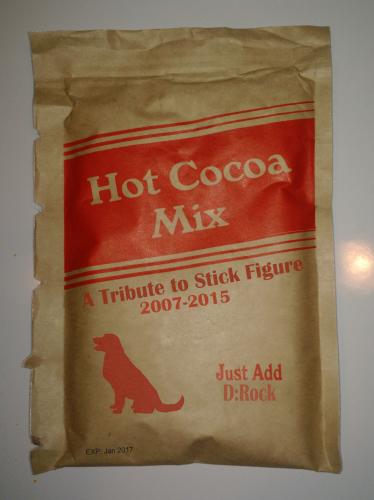 Hot Cocoa
Mix
A Tribute to Stick Figure
2007-2015
Just Add
D:Rock
EXP: Jan 2017